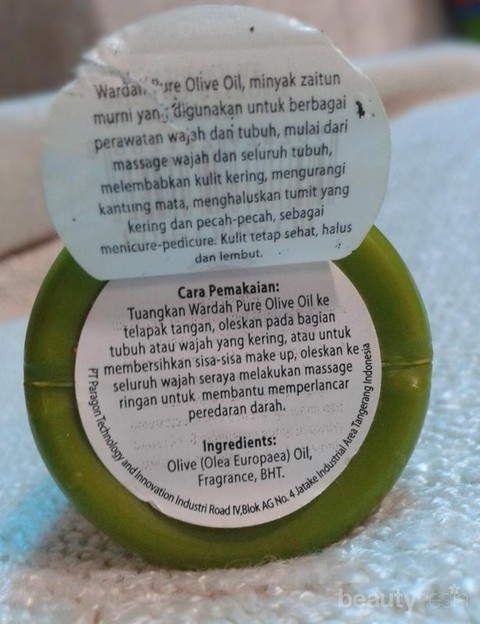 Wardah Pure Olive Oil, minyak zaitun
murni yang digunakan untuk berbagai
perawatan wajah dan tubuh, mulai dari
massage wajah dan seluruh tubuh,
melembabkan kulit kering, mengurangi
kantung mata, menghaluskan tumit yang
kering dan pecah-pecah, sebagai
menicure-pedicure. Kulit tetap sehat, halus
dan lembut.
Cara Pemakaian:
Tuangkan Wardah Pure Olive Oil ke
telapak tangan, oleskan pada bagian
tubuh atau wajah yang kering, atau untuk
membersihkan sisa-sisa make up, oleskan ke
seluruh wajah seraya melakukan massage
ringan untuk membantu memperlancar
peredaran darah.
Ingredients:
Olive (Olea Europaea) Oil,
Fragrance, BHT.
PT Paragon Technology and Innovation Industri Road IV,Blok AG No. 4 Jatake Industrial Area Tangerang Indonesia
beauty